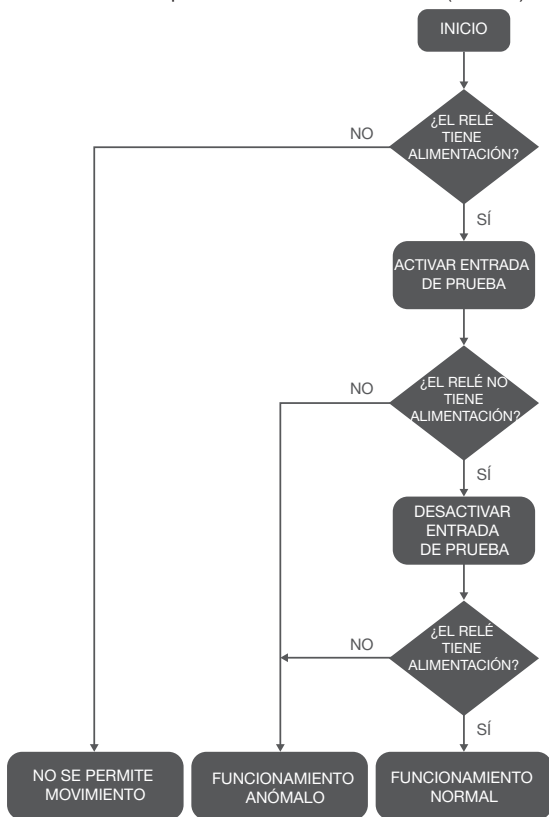 INICIO
¿EL RELÉ
TIENE
ALIMENTACIÓN?
NO
SÍ
ACTIVAR ENTRADA
DE PRUEBA
¿EL RELÉ NO
TIENE
ALIMENTACIÓN?
NO
SÍ
DESACTIVAR
ENTRADA
DE PRUEBA
¿EL RELÉ
TIENE
ALIMENTACIÓN?
NO
SÍ
NO SE PERMITE
MOVIMIENTO
FUNCIONAMIENTO
ANÓMALO
FUNCIONAMIENTO
NORMAL